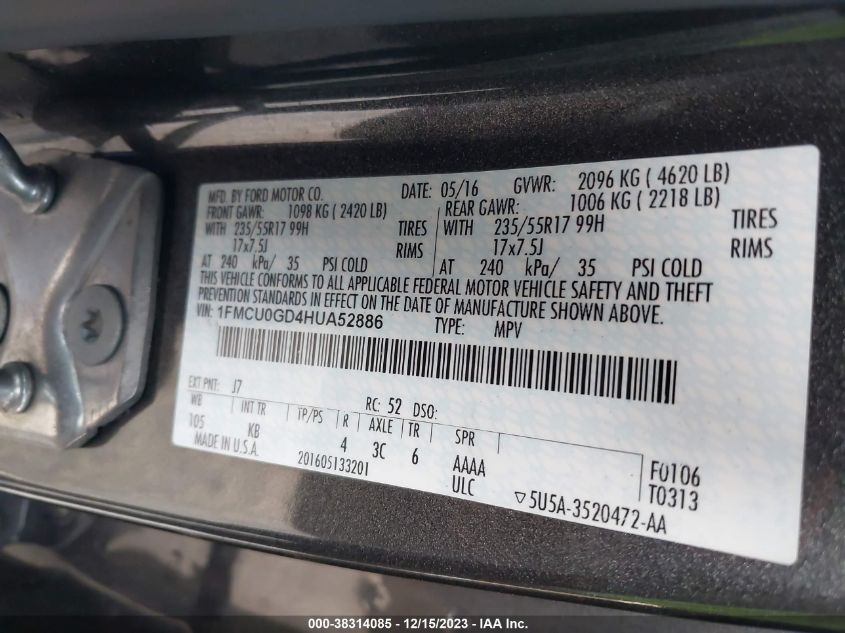 MFD. BY FORD MOTOR CO. DATE: 05/16 GVWR: 2096 KG ( 4620 LB)
FRONT GAWR: 1098 KG ( 2420 LB) REAR GAWR: 1006 KG ( 2218 LB)
WITH 235/55R17 99H TIRES WITH 235/55R17 99H TIRES
17x7.5J RIMS 17x7.5J RIMS
AT 240 kPa/ 35 PSI COLD AT 240 kPa/ 35 PSI COLD
THIS VEHICLE CONFORMS TO ALL APPLICABLE FEDERAL MOTOR VEHICLE SAFETY AND THEFT
PREVENTION STANDARDS IN EFFECT ON THE DATE OF MANUFACTURE SHOWN ABOVE.
VIN: 1FMCU0GD4HUA52886 TYPE: MPV
EXT PNT: J7 RC: 52 DSO:
WB INT TR TP/PS R AXLE TR SPR
105 KB 4 3C 6 AAAA F0106
MADE IN U.S.A. 201605133201 ULC T0313
▽5U5A-3520472-AA
000-38314085 - 12/15/2023 - IAA Inc.